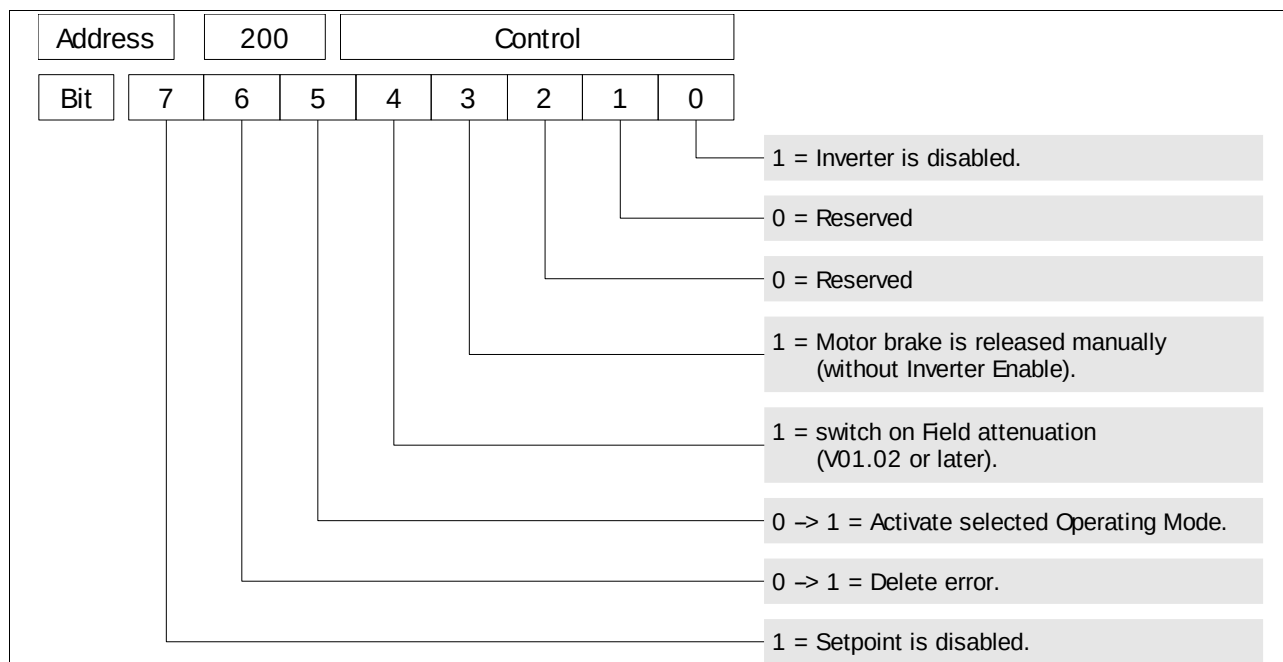 Address 200 Control
Bit 7 6 5 4 3 2 1 0
1 = Inverter is disabled.
0 = Reserved
0 = Reserved
1 = Motor brake is released manually
(without Inverter Enable).
1 = switch on Field attenuation
(V01.02 or later).
0 –> 1 = Activate selected Operating Mode.
0 –> 1 = Delete error.
1 = Setpoint is disabled.